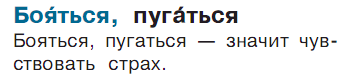 Боя́ться, пуга́ться
Бояться, пугаться — значит чув-
ствовать страх.